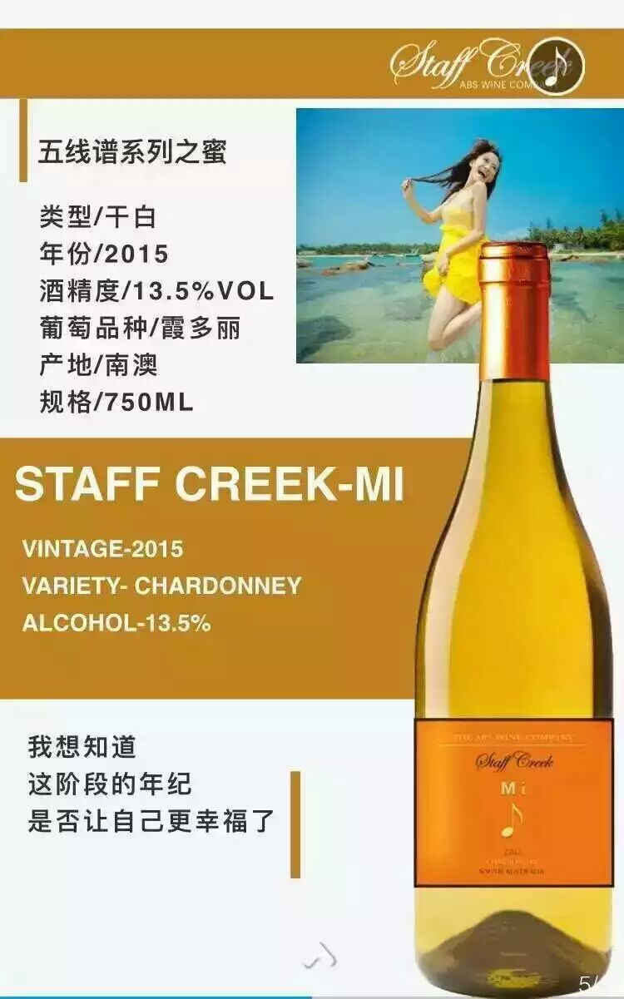 Staff Creek
ABS WINE COMPA
五线谱系列之蜜
类型/干白
年份/2015
酒精度/13.5%VOL
葡萄品种/霞多丽
产地/南澳
规格/750ML
STAFF CREEK-MI
VINTAGE-2015
VARIETY- CHARDONNEY
ALCOHOL-13.5%
我想知道
这阶段的年纪
是否让自己更幸福了
THE ABS WINE COMPANY
Staff Creek
Mi
SOUTH AUSTRALIA
5/